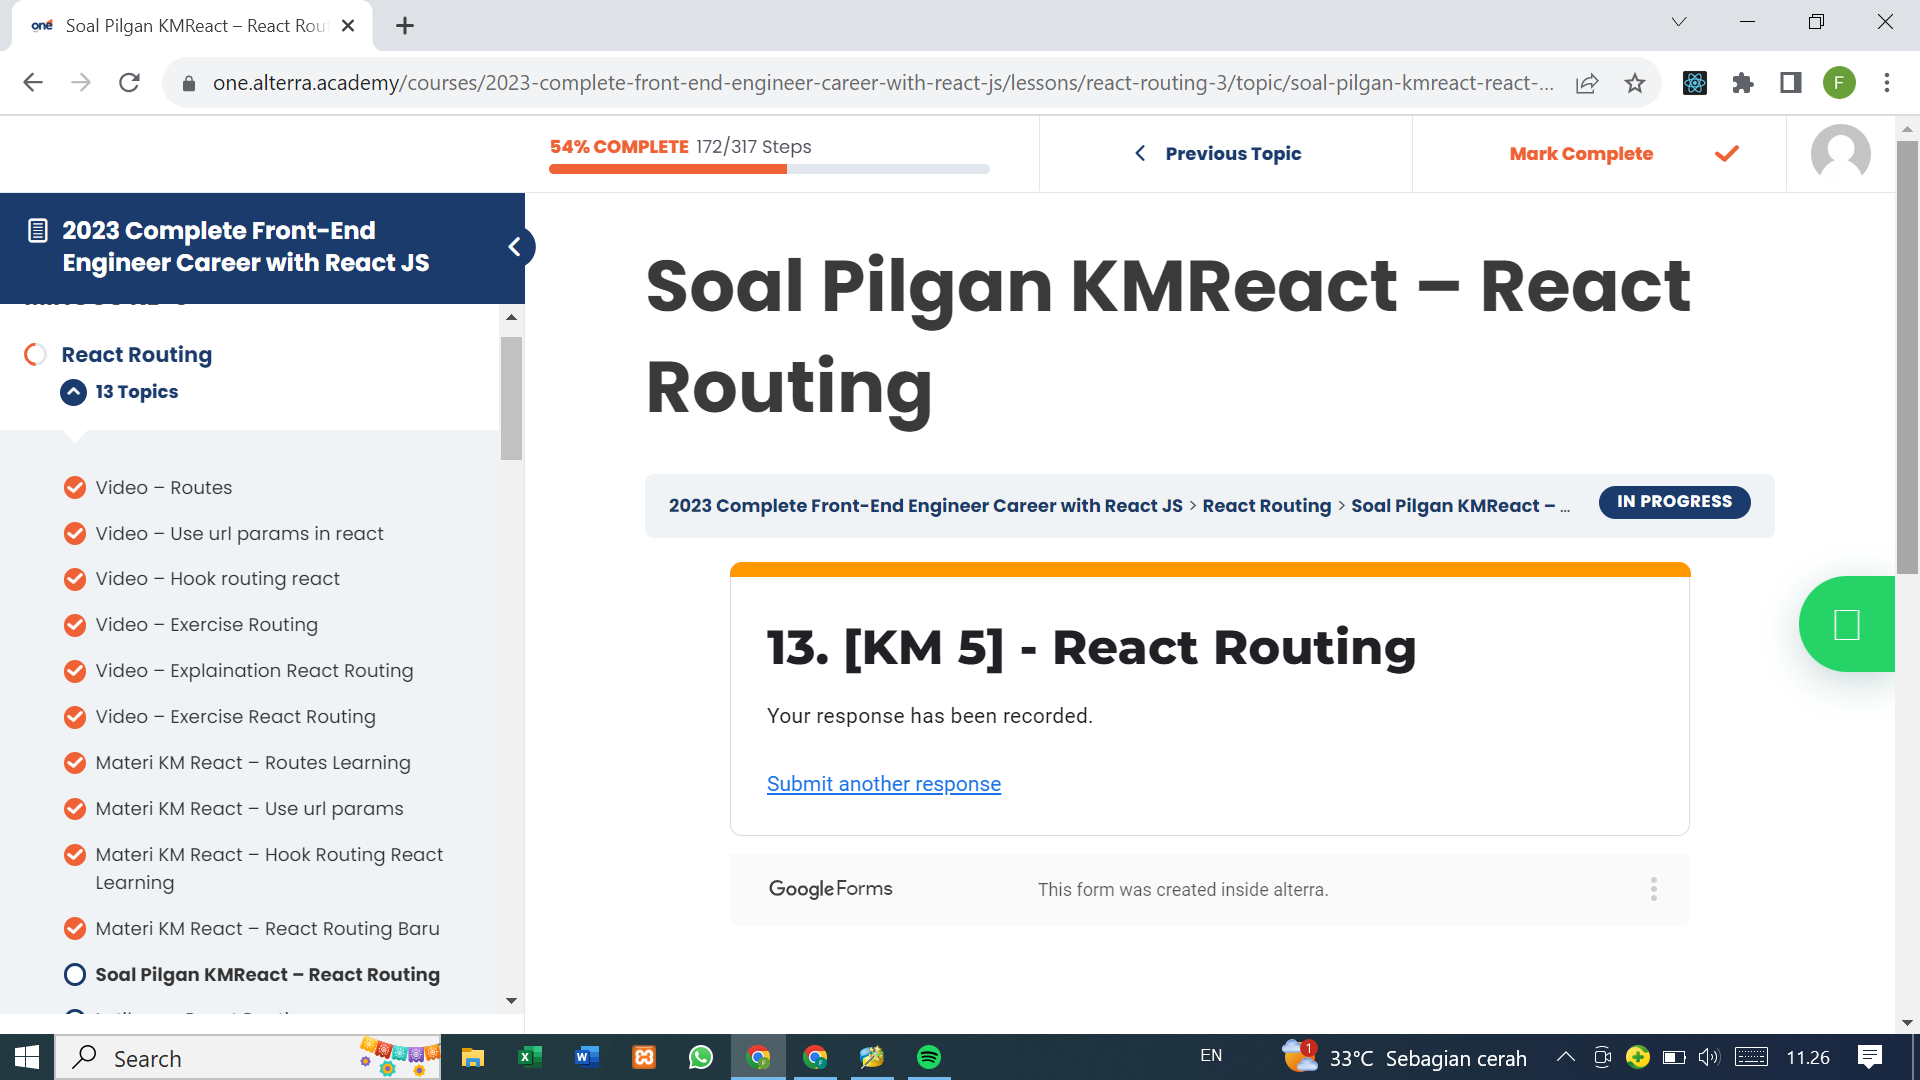 one Soal Pilgan KMReact – React Rou
one.alterra.academy/courses/2023-complete-front-end-engineer-career-with-react-js/lessons/react-routing-3/topic/soal-pilgan-kmreact-react-...
F
54% COMPLETE 172/317 Steps
Previous Topic
Mark Complete
2023 Complete Front-End
Engineer Career with React JS
React Routing
13 Topics
Video – Routes
Video – Use url params in react
Video – Hook routing react
Video – Exercise Routing
Video – Explaination React Routing
Video – Exercise React Routing
Materi KM React – Routes Learning
Materi KM React – Use url params
Materi KM React – Hook Routing React
Learning
Materi KM React – React Routing Baru
Soal Pilgan KMReact – React Routing
Soal Pilgan KMReact – React
Routing
2023 Complete Front-End Engineer Career with React JS > React Routing > Soal Pilgan KMReact – ...
IN PROGRESS
13. [KM 5] - React Routing
Your response has been recorded.
Submit another response
Google Forms
This form was created inside alterra.
Search
EN
1
33°C Sebagian cerah
11.26